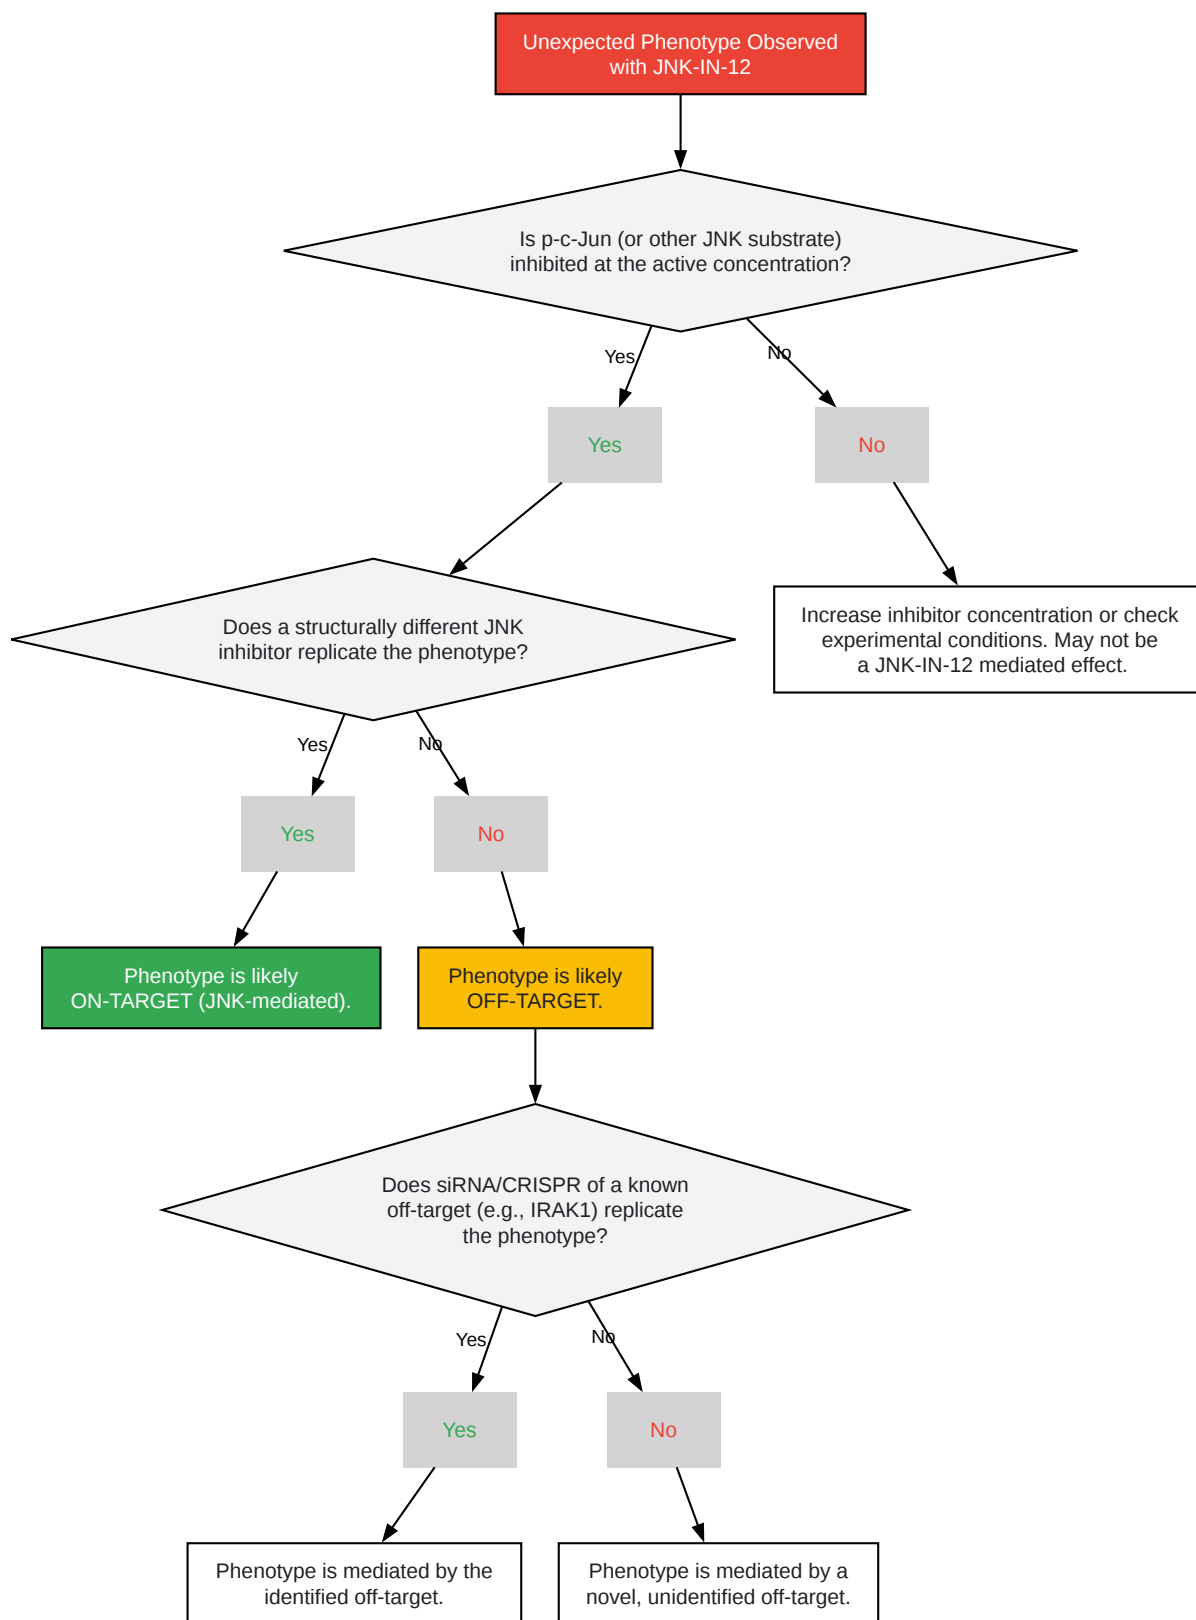 Unexpected Phenotype Observed
with JNK-IN-12
Is p-c-Jun (or other JNK substrate)
inhibited at the active concentration?
Yes
No
Yes
No
Does a structurally different JNK
inhibitor replicate the phenotype?
Increase inhibitor concentration or check
experimental conditions. May not be
a JNK-IN-12 mediated effect.
Yes
No
Yes
No
Phenotype is likely
ON-TARGET (JNK-mediated).
Phenotype is likely
OFF-TARGET.
Does siRNA/CRISPR of a known
off-target (e.g., IRAK1) replicate
the phenotype?
Yes
No
Yes
No
Phenotype is mediated by the
identified off-target.
Phenotype is mediated by a
novel, unidentified off-target.